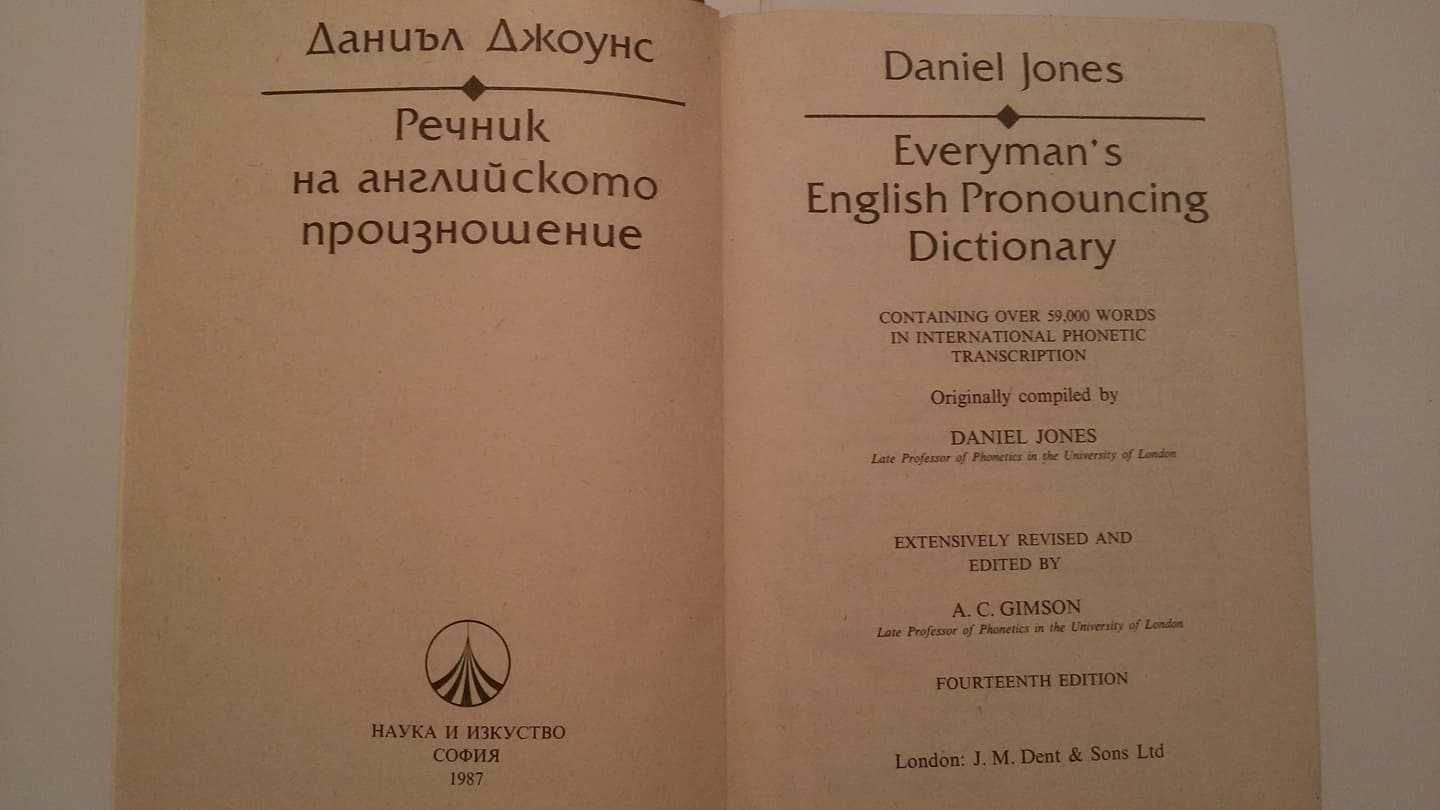 Даниъл Джоунс
Речник
на английското
произношение
НАУКА И ИЗКУСТВО
СОФИЯ
1987
Daniel Jones
Everyman's
English Pronouncing
Dictionary
CONTAINING OVER 59,000 WORDS
IN INTERNATIONAL PHONETIC
TRANSCRIPTION
Originally compiled by
DANIEL JONES
Late Professor of Phonetics in the University of London
EXTENSIVELY REVISED AND
EDITED BY
A. C. GIMSON
Late Professor of Phonetics in the University of London
FOURTEENTH EDITION
London: J. M. Dent & Sons Ltd